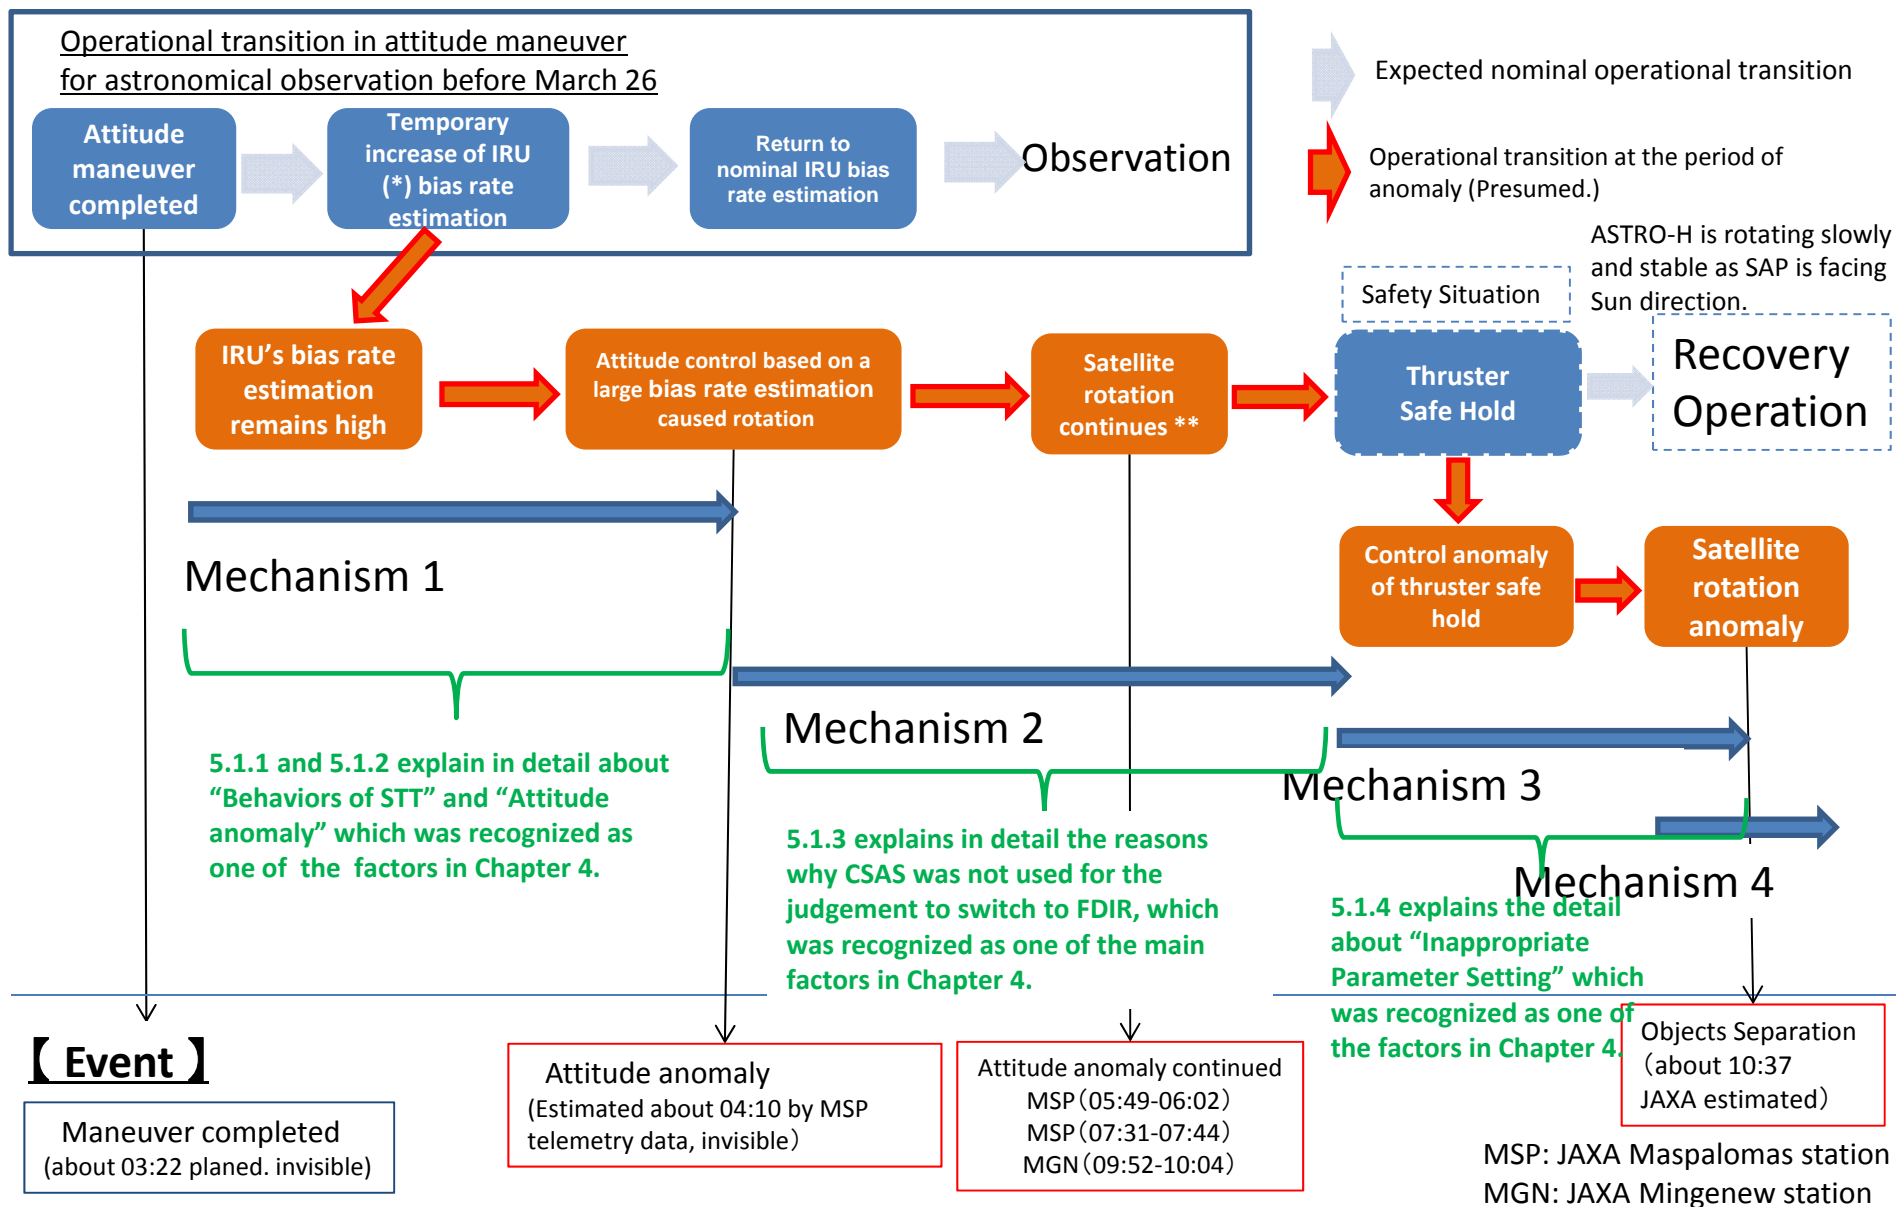 Operational transition in attitude maneuver
for astronomical observation before March 26
Attitude
maneuver
completed
Temporary
increase of IRU
(*) bias rate
estimation
Return to
nominal IRU bias
rate estimation
Observation
Expected nominal operational transition
Operational transition at the period of
anomaly (Presumed.)
ASTRO-H is rotating slowly
and stable as SAP is facing
Sun direction.
Safety Situation
IRU’s bias rate
estimation
remains high
Attitude control based on a
large bias rate estimation
caused rotation
Satellite
rotation
continues **
Thruster
Safe Hold
Recovery
Operation
Control anomaly
of thruster safe
hold
Satellite
rotation
anomaly
Mechanism 1
Mechanism 2
Mechanism 3
Mechanism 4
5.1.1 and 5.1.2 explain in detail about
“Behaviors of STT” and “Attitude
anomaly” which was recognized as
one of the factors in Chapter 4.
5.1.3 explains in detail the reasons
why CSAS was not used for the
judgement to switch to FDIR, which
was recognized as one of the main
factors in Chapter 4.
5.1.4 explains the detail
about “Inappropriate
Parameter Setting” which
was recognized as one of
the factors in Chapter 4.
【 Event 】
Maneuver completed
(about 03:22 planed. invisible)
Attitude anomaly
(Estimated about 04:10 by MSP
telemetry data, invisible）
Attitude anomaly continued
MSP（05:49-06:02）
MSP（07:31-07:44）
MGN（09:52-10:04）
Objects Separation
（about 10:37
JAXA estimated）
MSP: JAXA Maspalomas station
MGN: JAXA Mingenew station